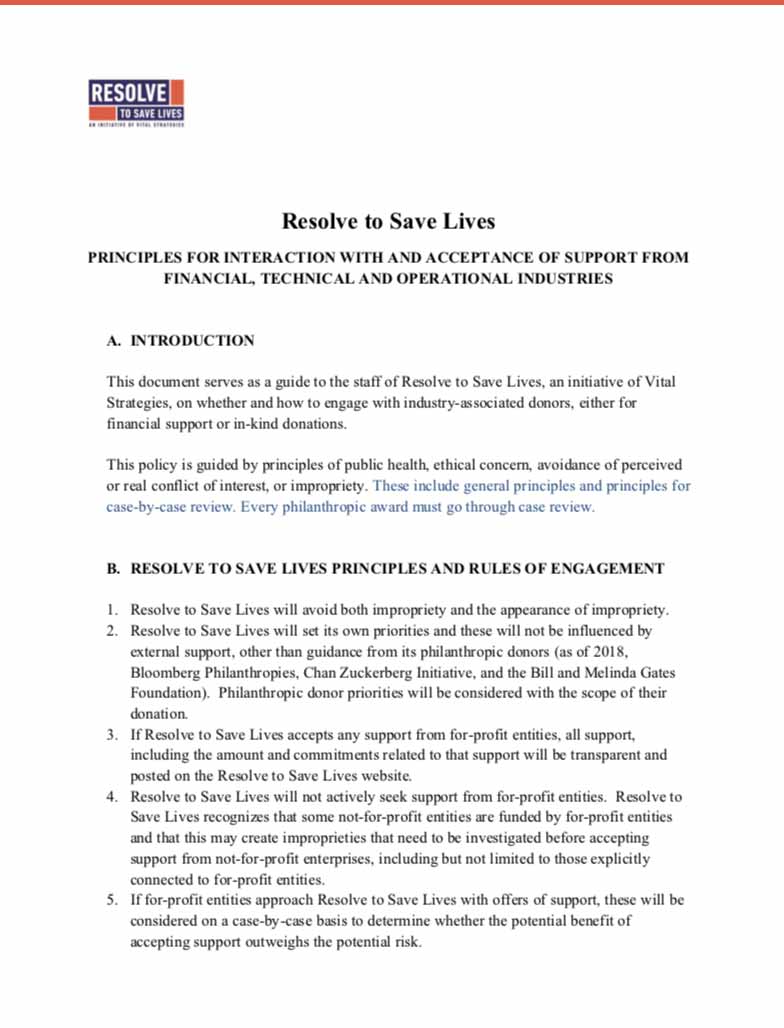 RESOLVE
TO SAVE LIVES
AN INITIATIVE OF VITAL STRATEGIES
Resolve to Save Lives
PRINCIPLES FOR INTERACTION WITH AND ACCEPTANCE OF SUPPORT FROM
FINANCIAL, TECHNICAL AND OPERATIONAL INDUSTRIES
A. INTRODUCTION
This document serves as a guide to the staff of Resolve to Save Lives, an initiative of Vital
Strategies, on whether and how to engage with industry-associated donors, either for
financial support or in-kind donations.
This policy is guided by principles of public health, ethical concern, avoidance of perceived
or real conflict of interest, or impropriety. These include general principles and principles for
case-by-case review. Every philanthropic award must go through case review.
B. RESOLVE TO SAVE LIVES PRINCIPLES AND RULES OF ENGAGEMENT
1. Resolve to Save Lives will avoid both impropriety and the appearance of impropriety.
2. Resolve to Save Lives will set its own priorities and these will not be influenced by
external support, other than guidance from its philanthropic donors (as of 2018,
Bloomberg Philanthropies, Chan Zuckerberg Initiative, and the Bill and Melinda Gates
Foundation). Philanthropic donor priorities will be considered with the scope of their
donation.
3. If Resolve to Save Lives accepts any support from for-profit entities, all support,
including the amount and commitments related to that support will be transparent and
posted on the Resolve to Save Lives website.
4. Resolve to Save Lives will not actively seek support from for-profit entities. Resolve to
Save Lives recognizes that some not-for-profit entities are funded by for-profit entities
and that this may create improprieties that need to be investigated before accepting
support from not-for-profit enterprises, including but not limited to those explicitly
connected to for-profit entities.
5. If for-profit entities approach Resolve to Save Lives with offers of support, these will be
considered on a case-by-case basis to determine whether the potential benefit of
accepting support outweighs the potential risk.